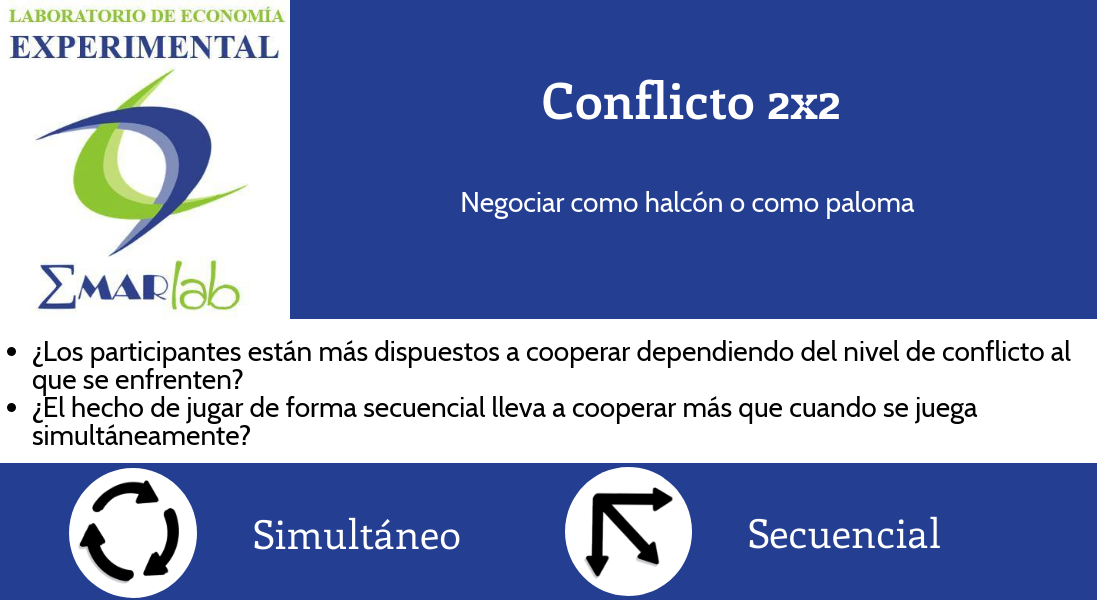 LABORATORIO DE ECONOMÍA
EXPERIMENTAL
ΣMARlab
Conflicto 2x2
Negociar como halcón o como paloma
• ¿Los participantes están más dispuestos a cooperar dependiendo del nivel de conflicto al
que se enfrenten?
• ¿El hecho de jugar de forma secuencial lleva a cooperar más que cuando se juega
simultáneamente?
Simultáneo
Secuencial